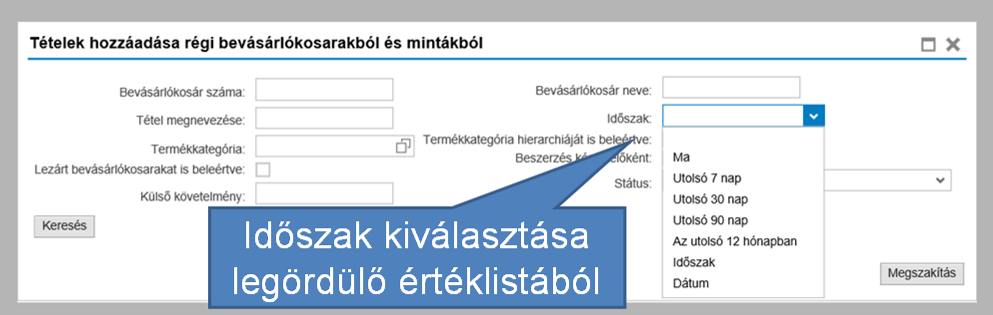 Tételek hozzáadása régi bevásárlókosarakból és mintákból
Bevásárlókosár száma:
Bevásárlókosár neve:
Tétel megnevezése:
Időszak:
Termékkategória:
Termékkategória hierarchiáját is beleértve:
Lezárt bevásárlókosarakat is beleértve:
Beszerzés
Külső követelmény:
Státus:
Ma
Utolsó 7 nap
Utolsó 30 nap
Utolsó 90 nap
Az utolsó 12 hónapban
Időszak
Dátum
Keresés
Időszak kiválasztása
legördülő értéklistából
Megszakítás